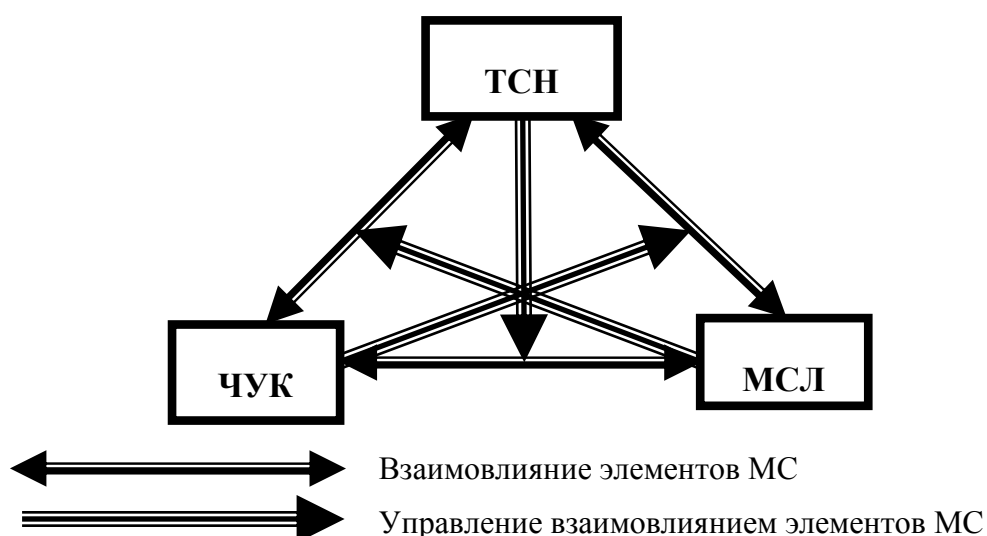 ТСН
ЧУК
МСЛ
Взаимовлияние элементов МС
Управление взаимовлиянием элементов МС